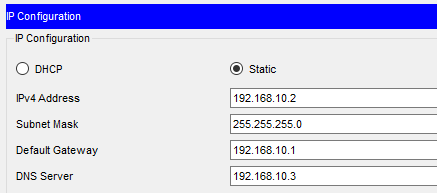 IP Configuration
IP Configuration
DHCP Static
IPv4 Address 192.168.10.2
Subnet Mask 255.255.255.0
Default Gateway 192.168.10.1
DNS Server 192.168.10.3